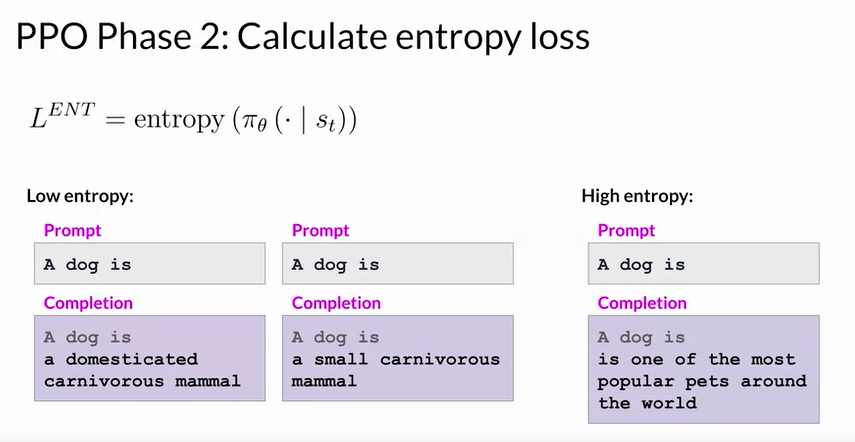 PPO Phase 2: Calculate entropy loss
L^{ENT} = entropy (π_θ (· | s_t))
Low entropy:
Prompt
A dog is
Completion
A dog is
a domesticated
carnivorous mammal
Prompt
A dog is
Completion
A dog is
a small carnivorous
mammal
High entropy:
Prompt
A dog is
Completion
A dog is
is one of the most
popular pets around
the world